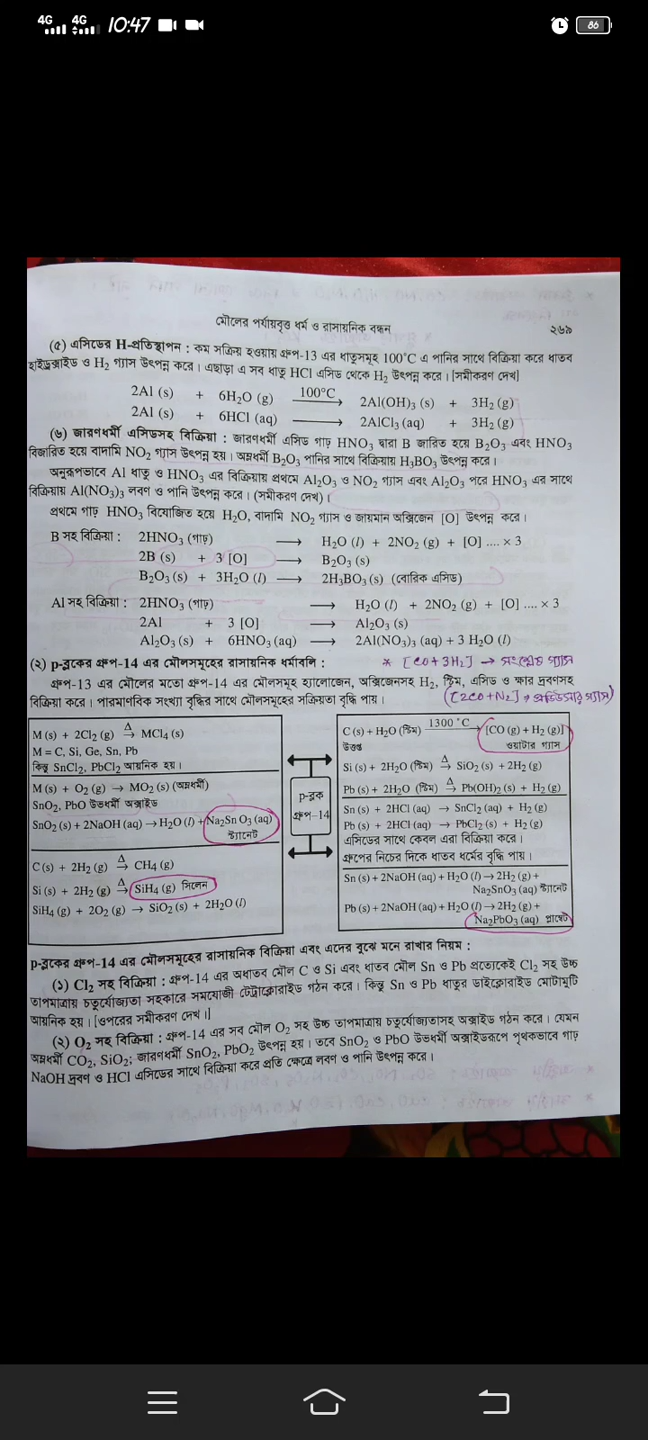 4G 4G 10:47 86
মৌলের পর্যায়বৃত্ত ধর্ম ও রাসায়নিক বন্ধন ২৬৯
(৫) এসিডের H-প্রতিস্থাপন : কম সক্রিয় হওয়ায় গ্রুপ-13 এর ধাতুসমূহ 100°C এ পানির সাথে বিক্রিয়া করে ধাতব
হাইড্রক্সাইড ও H2 গ্যাস উৎপন্ন করে। এছাড়া এ সব ধাতু HCl এসিড থেকে H2 উৎপন্ন করে। [সমীকরণ দেখ]
2Al (s) + 6H2O (g) 100°C ⟶ 2Al(OH)3 (s) + 3H2 (g)
2Al (s) + 6HCl (aq) ⟶ 2AlCl3 (aq) + 3H2 (g)
(৬) জারণধর্মী এসিডসহ বিক্রিয়া : জারণধর্মী এসিড গাঢ় HNO3 দ্বারা B জারিত হয়ে B2O3 এবং HNO3
বিজারিত হয়ে বাদামি NO2 গ্যাস উৎপন্ন হয়। অম্লধর্মী B2O3 পানির সাথে বিক্রিয়ায় H3BO3 উৎপন্ন করে।
অনুরূপভাবে Al ধাতু ও HNO3 এর বিক্রিয়ায় প্রথমে Al2O3 ও NO2 গ্যাস এবং Al2O3 পরে HNO3 এর সাথে
বিক্রিয়ায় Al(NO3)3 লবণ ও পানি উৎপন্ন করে। (সমীকরণ দেখ)।
প্রথমে গাঢ় HNO3 বিযোজিত হয়ে H2O, বাদামি NO2 গ্যাস ও জায়মান অক্সিজেন [O] উৎপন্ন করে।
B সহ বিক্রিয়া : 2HNO3 (গাঢ়) ⟶ H2O (l) + 2NO2 (g) + [O] .... × 3
2B (s) + 3 [O] ⟶ B2O3 (s)
B2O3 (s) + 3H2O (l) ⟶ 2H3BO3 (s) (বোরিক এসিড)
Al সহ বিক্রিয়া : 2HNO3 (গাঢ়) ⟶ H2O (l) + 2NO2 (g) + [O] .... × 3
2Al + 3 [O] ⟶ Al2O3 (s)
Al2O3 (s) + 6HNO3 (aq) ⟶ 2Al(NO3)3 (aq) + 3 H2O (l)
(২) p-ব্লকের গ্রুপ-14 এর মৌলসমূহের রাসায়নিক ধর্মাবলি : * [CO + 3H2] → সংশ্লেষ গ্যাস
গ্রুপ-13 এর মৌলের মতো গ্রুপ-14 এর মৌলসমূহ হ্যালোজেন, অক্সিজেনসহ H2, স্টিম, এসিড ও ক্ষার দ্রবণসহ
বিক্রিয়া করে। পারমাণবিক সংখ্যা বৃদ্ধির সাথে মৌলসমূহের সক্রিয়তা বৃদ্ধি পায়। [2CO+N2] → প্রডিউসার গ্যাস)
M (s) + 2Cl2 (g) Δ→ MCl4 (s)
M = C, Si, Ge, Sn, Pb
কিন্তু SnCl2, PbCl2 আয়নিক হয়।
M (s) + O2 (g) → MO2 (s) (অম্লধর্মী)
SnO2, PbO উভধর্মী অক্সাইড
SnO2 (s) + 2NaOH (aq) → H2O (l) + Na2Sn O3 (aq)
স্ট্যানেট
C (s) + 2H2 (g) Δ→ CH4 (g)
Si (s) + 2H2 (g) Δ→ SiH4 (g) সিলেন
SiH4 (g) + 2O2 (g) → SiO2 (s) + 2H2O (l)
p-ব্লক
গ্রুপ-14
C (s) + H2O (স্টিম) 1300 °C → [CO (g) + H2 (g)]
উত্তপ্ত ওয়াটার গ্যাস
Si (s) + 2H2O (স্টিম) Δ→ SiO2 (s) + 2H2 (g)
Pb (s) + 2H2O (স্টিম) Δ→ Pb(OH)2 (s) + H2 (g)
Sn (s) + 2HCl (aq) → SnCl2 (aq) + H2 (g)
Pb (s) + 2HCl (aq) → PbCl2 (s) + H2 (g)
এসিডের সাথে কেবল এরা বিক্রিয়া করে।
গ্রুপের নিচের দিকে ধাতব ধর্মের বৃদ্ধি পায়।
Sn (s) + 2NaOH (aq) + H2O (l) → 2H2 (g) +
Na2SnO3 (aq) স্ট্যানেট
Pb (s) + 2NaOH (aq) + H2O (l) → 2H2 (g) +
Na2PbO3 (aq) প্লাম্বেট
p-ব্লকের গ্রুপ-14 এর মৌলসমূহের রাসায়নিক বিক্রিয়া এবং এদের বুঝে মনে রাখার নিয়ম :
(১) Cl2 সহ বিক্রিয়া : গ্রুপ-14 এর অধাতব মৌল C ও Si এবং ধাতব মৌল Sn ও Pb প্রত্যেকেই Cl2 সহ উচ্চ
তাপমাত্রায় চতুর্যোজ্যতা সহকারে সমযোজী টেট্রাক্লোরাইড গঠন করে। কিন্তু Sn ও Pb ধাতুর ডাইক্লোরাইড মোটামুটি
আয়নিক হয়। [ওপরের সমীকরণ দেখ।]
(২) O2 সহ বিক্রিয়া : গ্রুপ-14 এর সব মৌল O2 সহ উচ্চ তাপমাত্রায় চতুর্যোজ্যতাসহ অক্সাইড গঠন করে। যেমন
অম্লধর্মী CO2, SiO2; জারণধর্মী SnO2, PbO2 উৎপন্ন হয়। তবে SnO2 ও PbO উভধর্মী অক্সাইডরূপে পৃথকভাবে গাঢ়
NaOH দ্রবণ ও HCl এসিডের সাথে বিক্রিয়া করে প্রতি ক্ষেত্রে লবণ ও পানি উৎপন্ন করে।